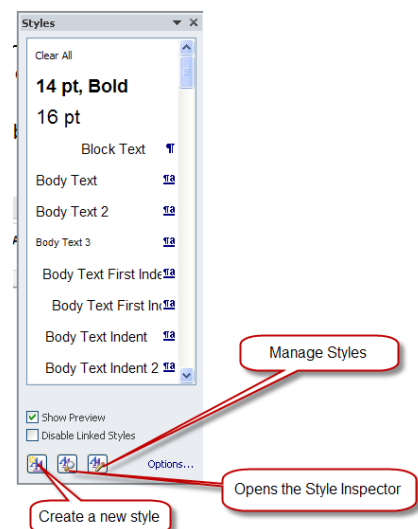 Styles
Clear All
14 pt, Bold
16 pt
Block Text ¶
Body Text ¶a
Body Text 2 ¶a
Body Text 3 ¶a
Body Text First Inde ¶a
Body Text First In ¶a
Body Text Indent ¶a
Body Text Indent 2 ¶a
Manage Styles
Show Preview
Disable Linked Styles
Options...
Opens the Style Inspector
Create a new style